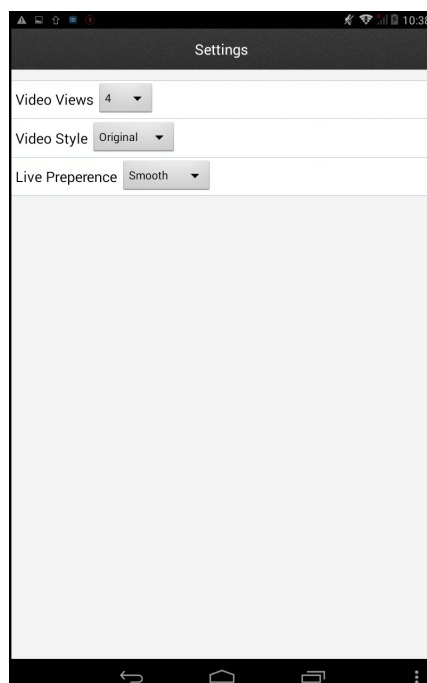 10:38
Settings
Video Views 4
Video Style Original
Live Preperence Smooth